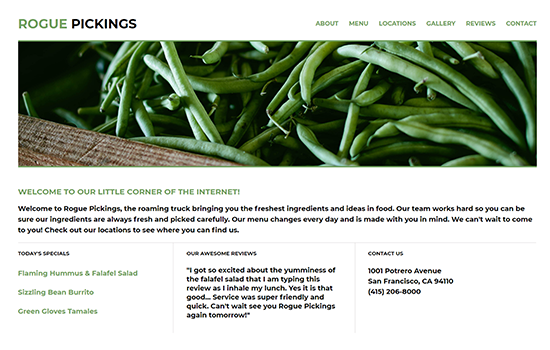 ROGUE PICKINGS
ABOUT MENU LOCATIONS GALLERY REVIEWS CONTACT
WELCOME TO OUR LITTLE CORNER OF THE INTERNET!
Welcome to Rogue Pickings, the roaming truck bringing you the freshest ingredients and ideas in food. Our team works hard so you can be
sure our ingredients are always fresh and picked carefully. Our menu changes every day and is made with you in mind. We can't wait to come
to you! Check out our locations to see where you can find us.
TODAY'S SPECIALS
Flaming Hummus & Falafel Salad
Sizzling Bean Burrito
Green Gloves Tamales
OUR AWESOME REVIEWS
"I got so excited about the yumminess of
the falafel salad that I am typing this
review as I inhale my lunch. Yes it is that
good... Service was super friendly and
quick. Can't wait see you Rogue Pickings
again tomorrow!"
CONTACT US
1001 Potrero Avenue
San Francisco, CA 94110
(415) 206-8000